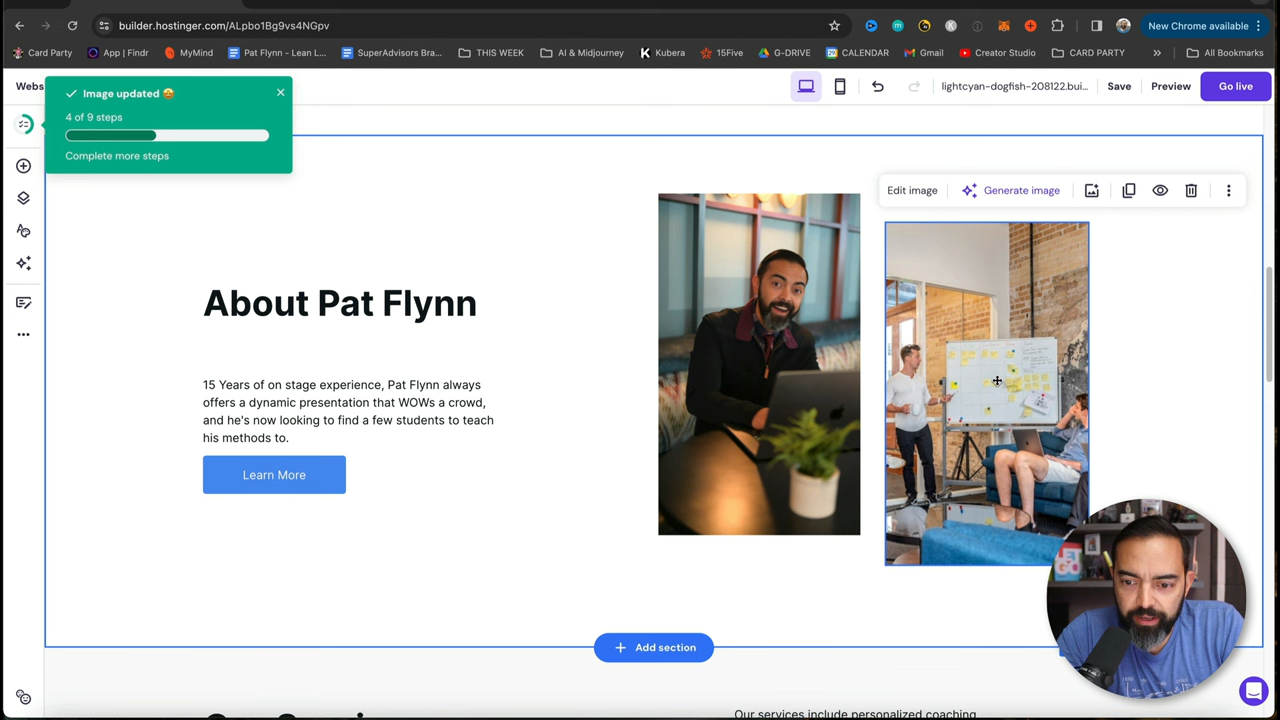 builder.hostinger.com/ALpbo1Bg9vs4NGpv
New Chrome available
Card Party
App | Findr
MyMind
Pat Flynn - Lean L...
SuperAdvisors Bra...
THIS WEEK
AI & Midjourney
Kubera
15Five
G-DRIVE
CALENDAR
Gmail
Creator Studio
CARD PARTY
All Bookmarks
Webs
lightcyan-dogfish-208122.bui...
Save
Preview
Go live
Image updated 🤩
4 of 9 steps
Complete more steps
Edit image
Generate image
About Pat Flynn
15 Years of on stage experience, Pat Flynn always
offers a dynamic presentation that WOWs a crowd,
and he's now looking to find a few students to teach
his methods to.
Learn More
Add section
Our services include personalized coaching